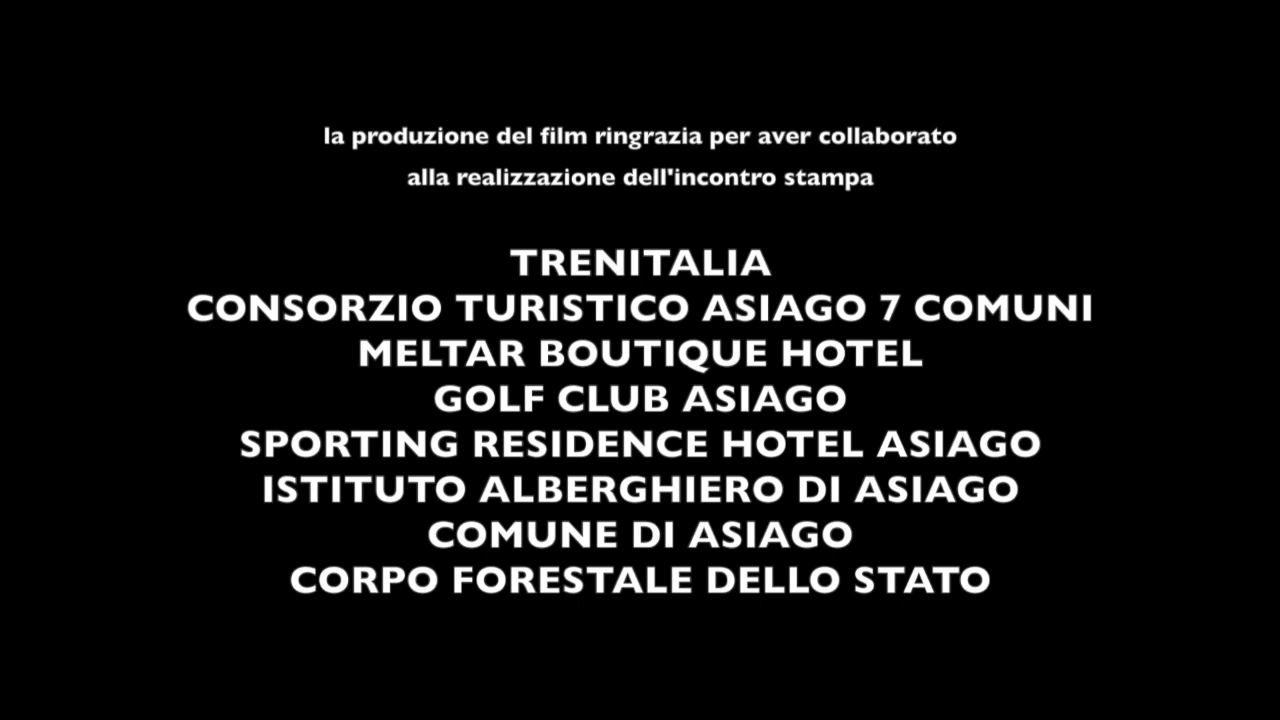 la produzione del film ringrazia per aver collaborato
alla realizzazione dell'incontro stampa
TRENITALIA
CONSORZIO TURISTICO ASIAGO 7 COMUNI
MELTAR BOUTIQUE HOTEL
GOLF CLUB ASIAGO
SPORTING RESIDENCE HOTEL ASIAGO
ISTITUTO ALBERGHIERO DI ASIAGO
COMUNE DI ASIAGO
CORPO FORESTALE DELLO STATO